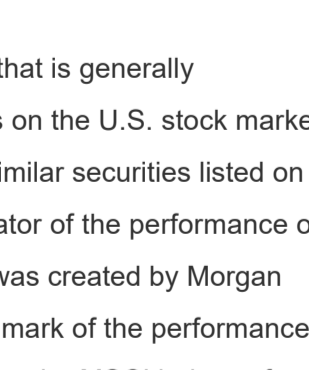 that is generally
s on the U.S. stock marke
milar securities listed on
ator of the performance o
was created by Morgan
mark of the performance